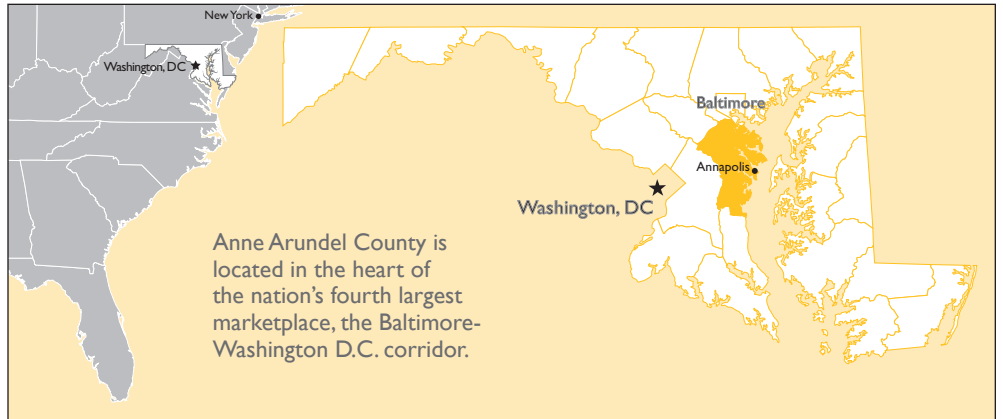 New York
Washington, DC
Baltimore
Annapolis
Washington, DC
Anne Arundel County is
located in the heart of
the nation’s fourth largest
marketplace, the Baltimore-
Washington D.C. corridor.